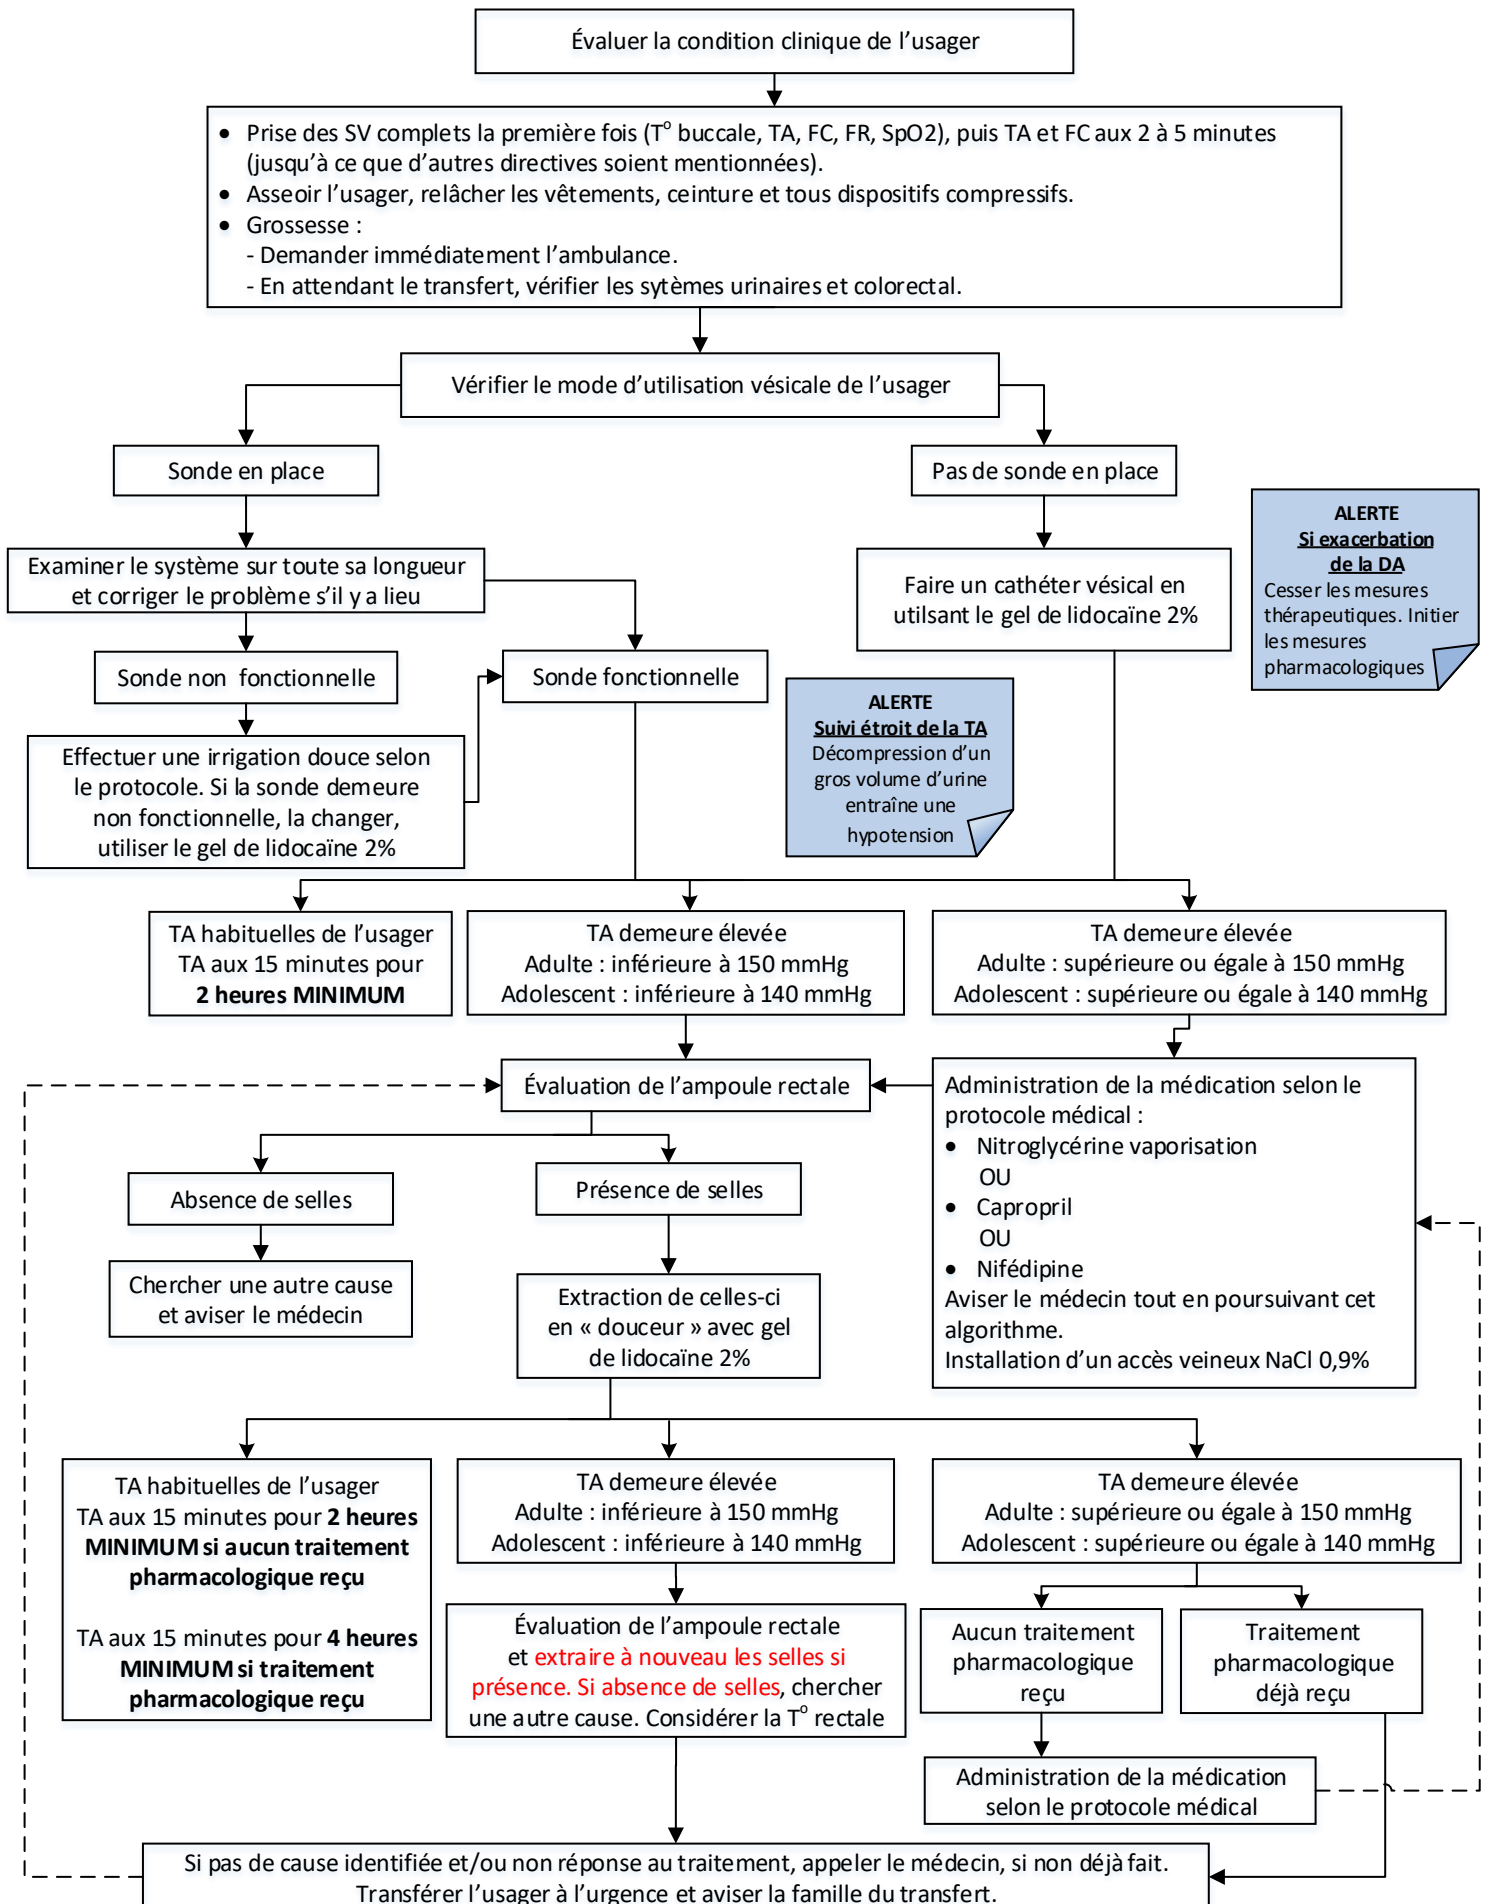 Évaluer la condition clinique de l’usager
• Prise des SV complets la première fois (T° buccale, TA, FC, FR, SpO2), puis TA et FC aux 2 à 5 minutes
(jusqu’à ce que d’autres directives soient mentionnées).
• Asseoir l’usager, relâcher les vêtements, ceinture et tous dispositifs compressifs.
• Grossesse :
- Demander immédiatement l’ambulance.
- En attendant le transfert, vérifier les sytèmes urinaires et colorectal.
Vérifier le mode d’utilisation vésicale de l’usager
Sonde en place
Pas de sonde en place
ALERTE
Si exacerbation
de la DA
Cesser les mesures
thérapeutiques. Initier
les mesures
pharmacologiques
Examiner le système sur toute sa longueur
et corriger le problème s’il y a lieu
Faire un cathéter vésical en
utilsant le gel de lidocaïne 2%
Sonde non fonctionnelle
Sonde fonctionnelle
ALERTE
Suivi étroit de la TA
Décompression d’un
gros volume d’urine
entraîne une
hypotension
Effectuer une irrigation douce selon
le protocole. Si la sonde demeure
non fonctionnelle, la changer,
utiliser le gel de lidocaïne 2%
TA habituelles de l’usager
TA aux 15 minutes pour
2 heures MINIMUM
TA demeure élevée
Adulte : inférieure à 150 mmHg
Adolescent : inférieure à 140 mmHg
TA demeure élevée
Adulte : supérieure ou égale à 150 mmHg
Adolescent : supérieure ou égale à 140 mmHg
Évaluation de l’ampoule rectale
Administration de la médication selon le
protocole médical :
• Nitroglycérine vaporisation
OU
• Capropril
OU
• Nifédipine
Aviser le médecin tout en poursuivant cet
algorithme.
Installation d’un accès veineux NaCl 0,9%
Absence de selles
Présence de selles
Chercher une autre cause
et aviser le médecin
Extraction de celles-ci
en « douceur » avec gel
de lidocaïne 2%
TA habituelles de l’usager
TA aux 15 minutes pour 2 heures
MINIMUM si aucun traitement
pharmacologique reçu
TA aux 15 minutes pour 4 heures
MINIMUM si traitement
pharmacologique reçu
TA demeure élevée
Adulte : inférieure à 150 mmHg
Adolescent : inférieure à 140 mmHg
TA demeure élevée
Adulte : supérieure ou égale à 150 mmHg
Adolescent : supérieure ou égale à 140 mmHg
Évaluation de l’ampoule rectale
et extraire à nouveau les selles si
présence. Si absence de selles, chercher
une autre cause. Considérer la T° rectale
Aucun traitement
pharmacologique
reçu
Traitement
pharmacologique
déjà reçu
Administration de la médication
selon le protocole médical
Si pas de cause identifiée et/ou non réponse au traitement, appeler le médecin, si non déjà fait.
Transférer l’usager à l’urgence et aviser la famille du transfert.